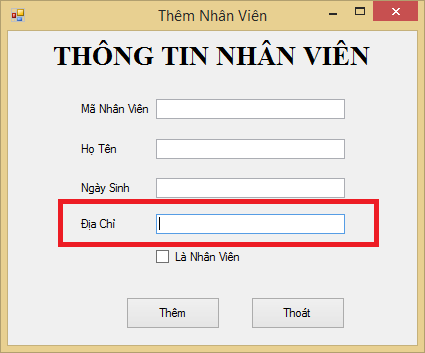 Thêm Nhân Viên
THÔNG TIN NHÂN VIÊN
Mã Nhân Viên
Họ Tên
Ngày Sinh
Địa Chỉ
Là Nhân Viên
Thêm Thoát